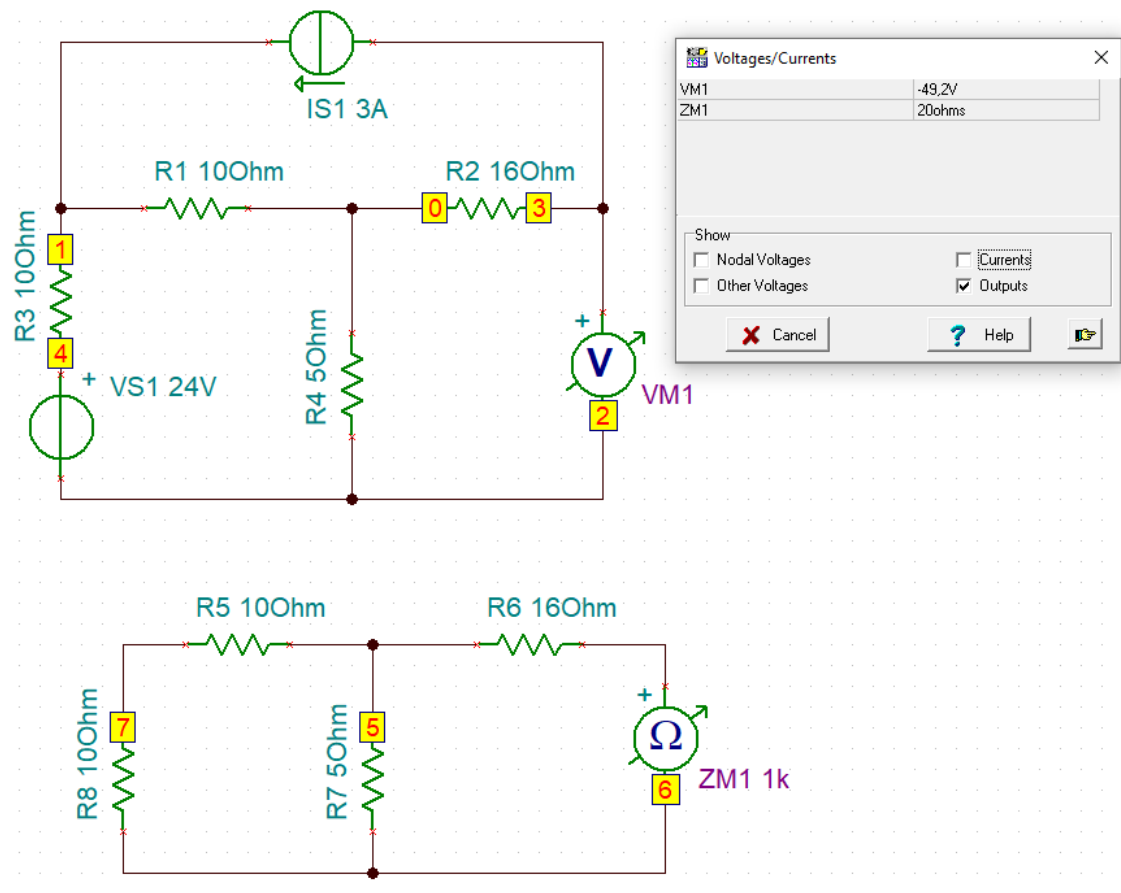 IS1 3A
R1 10Ohm
R2 16Ohm
0
3
1
R3 10Ohm
4
+
VS1 24V
R4 5Ohm
+
V
VM1
2
Voltages/Currents
VM1 -49,2V
ZM1 20ohms
Show
Nodal Voltages
Currents
Other Voltages
Outputs
Cancel
? Help
R5 10Ohm
R6 16Ohm
7
R8 10Ohm
5
R7 5Ohm
+
Ω
ZM1 1k
6